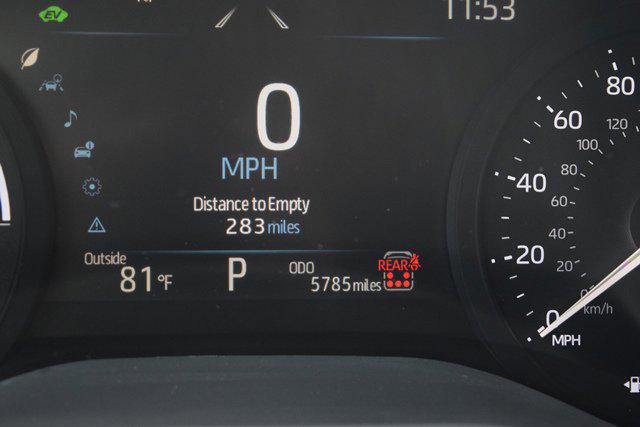 EV
11:53
0
MPH
Distance to Empty
283 miles
Outside
81°F
P
ODO
5785 miles
REAR
80
60
40
20
0
120
100
80
60
40
20
km/h
MPH